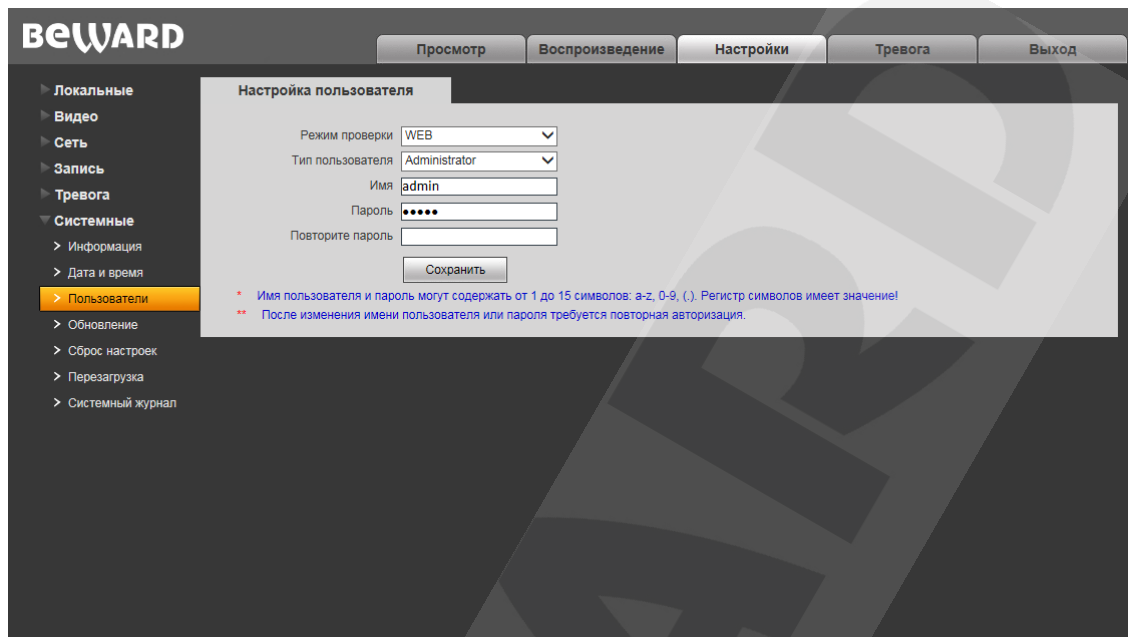 BEWARD
Просмотр
Воспроизведение
Настройки
Тревога
Выход
Локальные
Видео
Сеть
Запись
Тревога
Системные
> Информация
> Дата и время
> Пользователи
> Обновление
> Сброс настроек
> Перезагрузка
> Системный журнал
Настройка пользователя
Режим проверки WEB
Тип пользователя Administrator
Имя admin
Пароль •••••
Повторите пароль
Сохранить
* Имя пользователя и пароль могут содержать от 1 до 15 символов: a-z, 0-9, (.). Регистр символов имеет значение!
** После изменения имени пользователя или пароля требуется повторная авторизация.